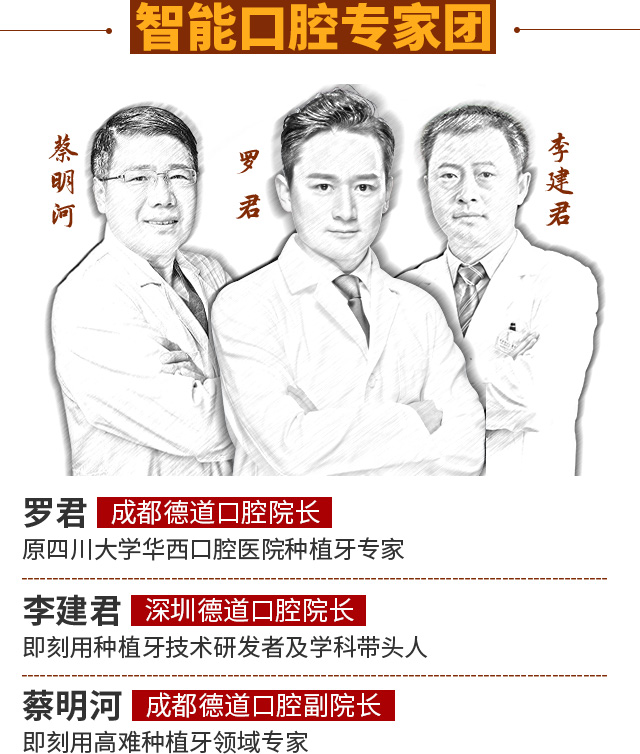 智能口腔专家团
蔡明河
罗君
李建君
罗君 成都德道口腔院长
原四川大学华西口腔医院种植牙专家
李建君 深圳德道口腔院长
即刻用种植牙技术研发者及学科带头人
蔡明河 成都德道口腔副院长
即刻用高难种植牙领域专家